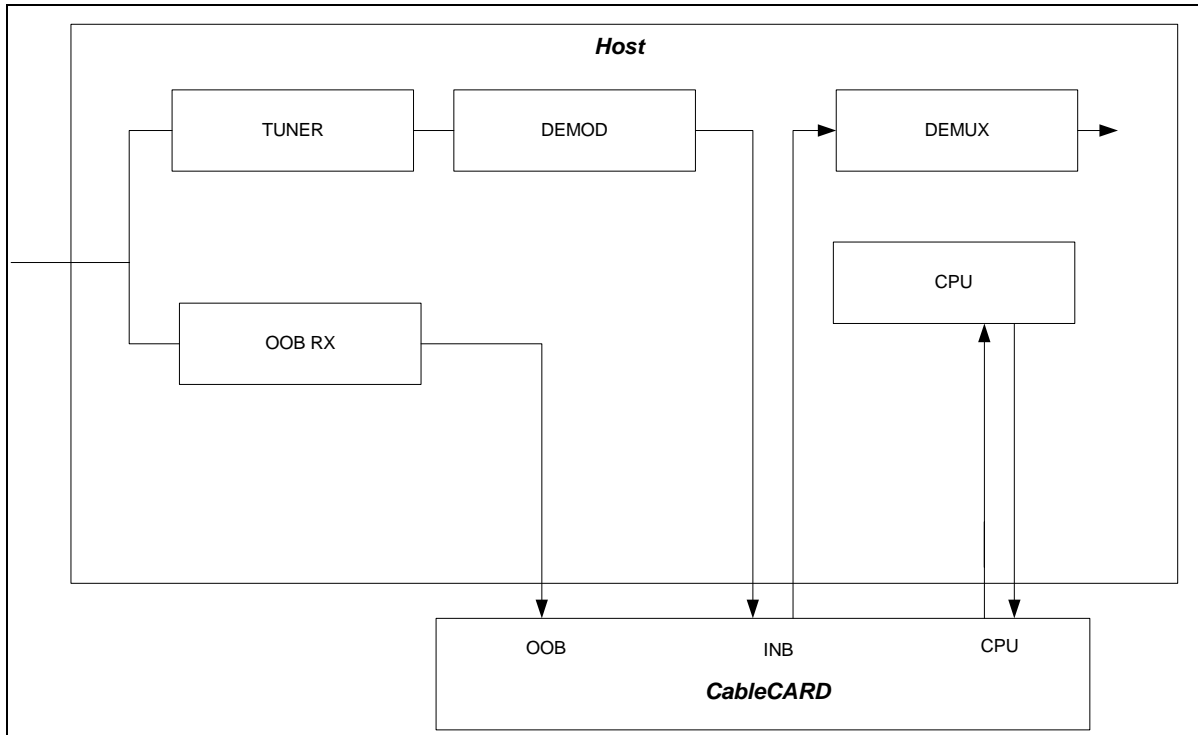 Host
TUNER
DEMOD
DEMUX
CPU
OOB RX
OOB
INB
CPU
CableCARD